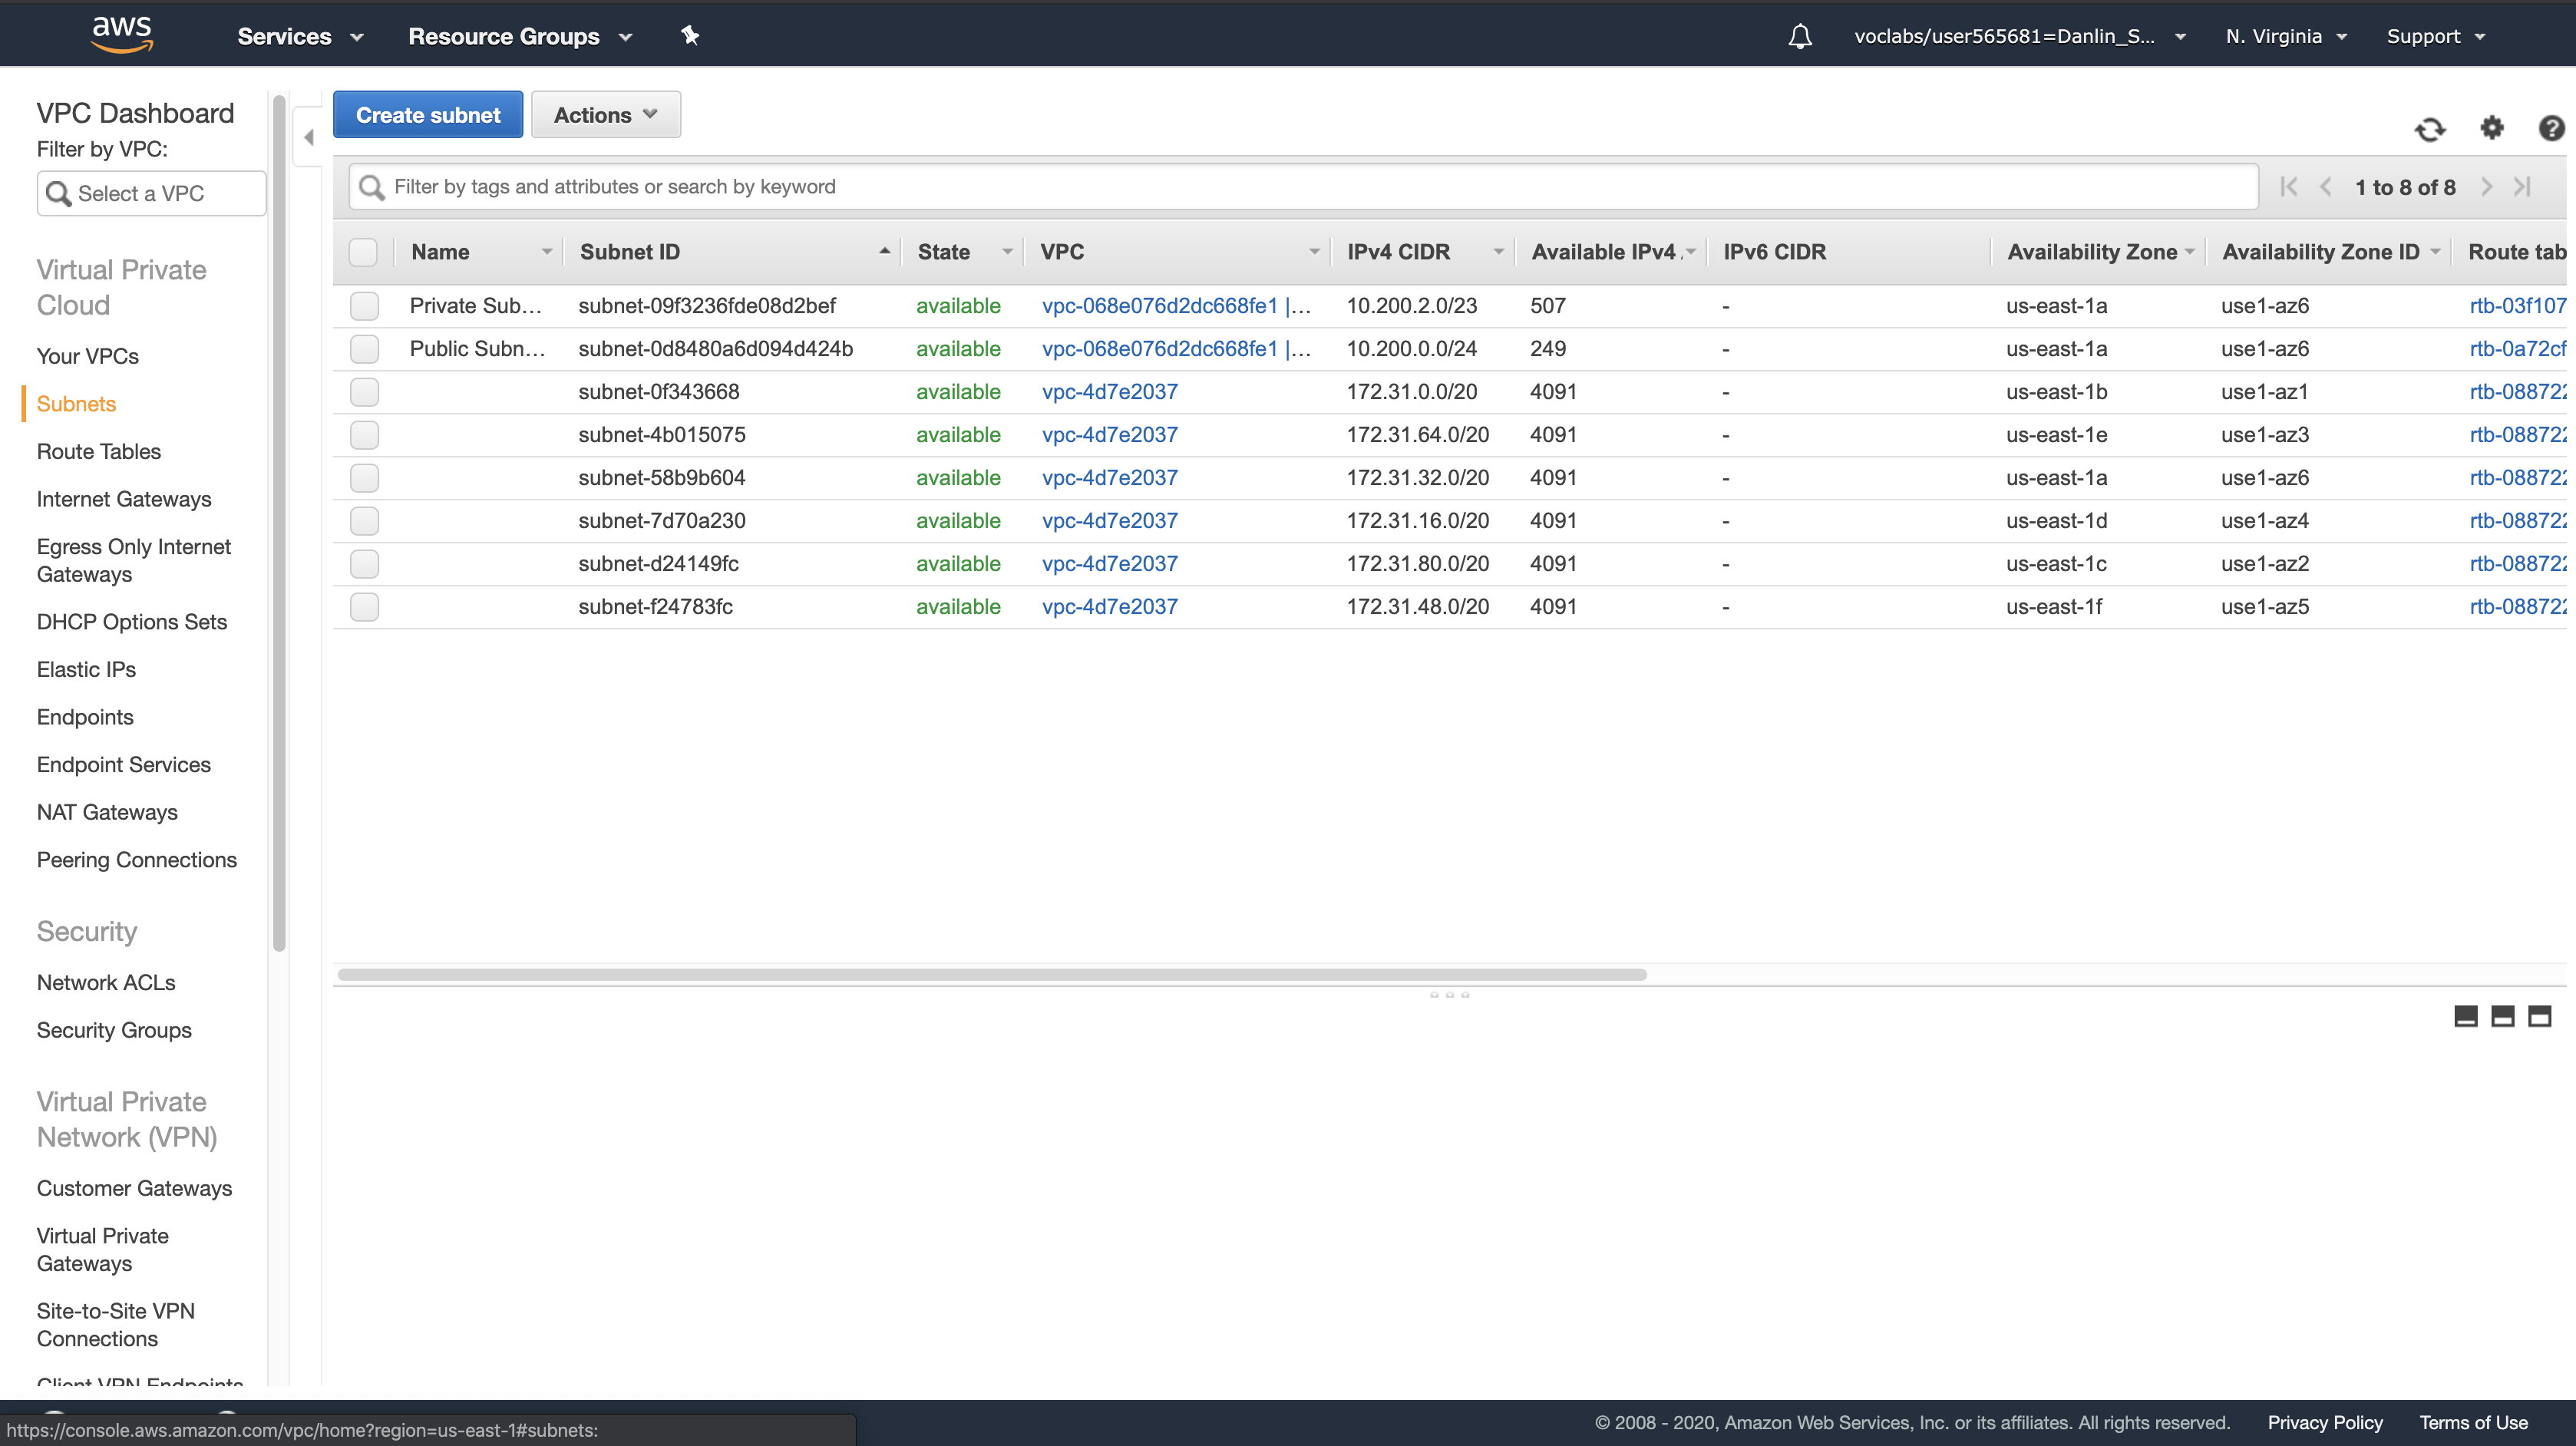 aws Services Resource Groups voclabs/user565681=Danlin_S... N. Virginia Support
VPC Dashboard
Filter by VPC:
Select a VPC
Virtual Private
Cloud
Your VPCs
Subnets
Route Tables
Internet Gateways
Egress Only Internet
Gateways
DHCP Options Sets
Elastic IPs
Endpoints
Endpoint Services
NAT Gateways
Peering Connections
Security
Network ACLs
Security Groups
Virtual Private
Network (VPN)
Customer Gateways
Virtual Private
Gateways
Site-to-Site VPN
Connections
Client VPN Endpoints
Create subnet Actions
Filter by tags and attributes or search by keyword 1 to 8 of 8
Name Subnet ID State VPC IPv4 CIDR Available IPv4 IPv6 CIDR Availability Zone Availability Zone ID Route tab
Private Sub... subnet-09f3236fde08d2bef available vpc-068e076d2dc668fe1 |... 10.200.2.0/23 507 - us-east-1a use1-az6 rtb-03f107
Public Subn... subnet-0d8480a6d094d424b available vpc-068e076d2dc668fe1 |... 10.200.0.0/24 249 - us-east-1a use1-az6 rtb-0a72cf
subnet-0f343668 available vpc-4d7e2037 172.31.0.0/20 4091 - us-east-1b use1-az1 rtb-088722
subnet-4b015075 available vpc-4d7e2037 172.31.64.0/20 4091 - us-east-1e use1-az3 rtb-088722
subnet-58b9b604 available vpc-4d7e2037 172.31.32.0/20 4091 - us-east-1a use1-az6 rtb-088722
subnet-7d70a230 available vpc-4d7e2037 172.31.16.0/20 4091 - us-east-1d use1-az4 rtb-088722
subnet-d24149fc available vpc-4d7e2037 172.31.80.0/20 4091 - us-east-1c use1-az2 rtb-088722
subnet-f24783fc available vpc-4d7e2037 172.31.48.0/20 4091 - us-east-1f use1-az5 rtb-088722
https://console.aws.amazon.com/vpc/home?region=us-east-1#subnets:
© 2008 - 2020, Amazon Web Services, Inc. or its affiliates. All rights reserved. Privacy Policy Terms of Use